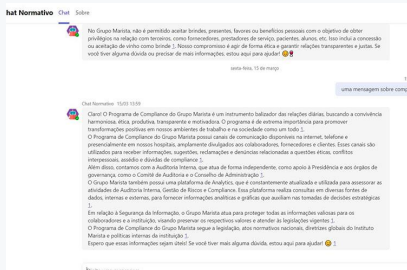 hat Normativo Chat Sobre
No Grupo Marista, não é permitido aceitar brindes, presentes, favores ou benefícios pessoais com o objetivo de obter
privilégios na relação com terceiros, como fornecedores, prestadores de serviço, pacientes, alunos, etc. Isso inclui a concessão
ou aceitação de vinho como brinde 1. Nosso compromisso é agir de forma ética e garantir relações transparentes e justas. Se
você tiver alguma dúvida ou precisar de mais informações, estou aqui para ajudar!
sexta-feira, 15 de março
uma mensagem sobre comp
Chat Normativo 15/03 13:59
Claro! O Programa de Compliance do Grupo Marista é um instrumento balizador das relações diárias, buscando a convivência
harmoniosa, ética, produtiva, transparente e motivadora. O programa é de extrema importância para promover
transformações positivas em nossos ambientes de trabalho e na sociedade como um todo 1.
O Programa de Compliance do Grupo Marista possui canais de comunicação disponíveis na internet, telefone e
presencialmente em nossos hospitais, amplamente divulgados aos colaboradores, fornecedores e clientes. Esses canais são
utilizados para receber informações, sugestões, reclamações e denúncias relacionadas a questões éticas, conflitos
interpessoais, assédio e dúvidas de compliance 1.
Além disso, contamos com a Auditoria Interna, que atua de forma independente, como apoio à Presidência e aos órgãos de
governança, como o Comitê de Auditoria e o Conselho de Administração 1.
O Grupo Marista também possui uma plataforma de Analytics, que é constantemente atualizada e utilizada para assessorar as
atividades de Auditoria Interna, Gestão de Riscos e Compliance. Essa plataforma realiza consultas em diversas fontes de
dados, internas e externas, para fornecer informações analíticas e gráficas que auxiliam nas tomadas de decisões estratégicas
1.
Em relação à Segurança da Informação, o Grupo Marista atua para proteger todas as informações valiosas para os
colaboradores e a instituição, visando preservar os respectivos valores e atender às legislações vigentes 1.
O Programa de Compliance do Grupo Marista segue a legislação, atos normativos nacionais, diretrizes globais do Instituto
Marista e políticas internas da instituição 1.
Espero que essas informações sejam úteis! Se você tiver mais alguma dúvida, estou aqui para ajudar! 1